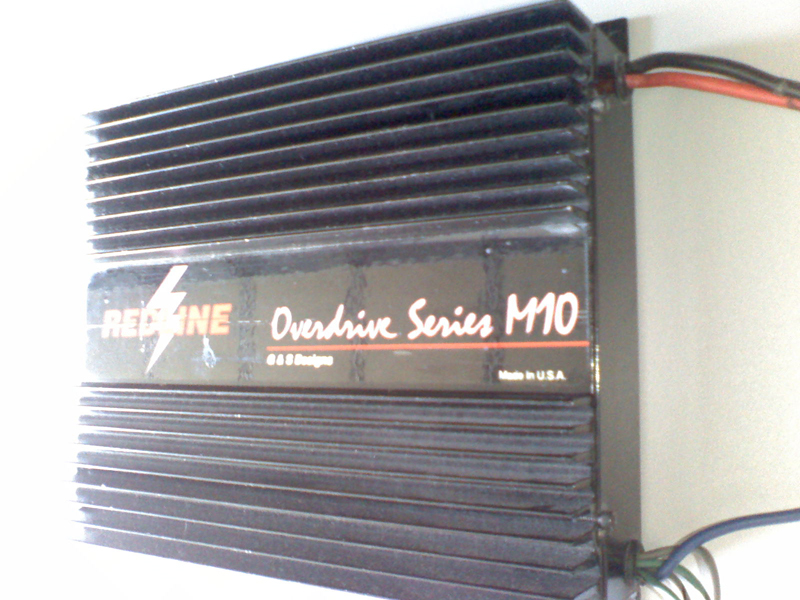 REDLINE
Overdrive Series M10
G & S Designs
Made in U.S.A.